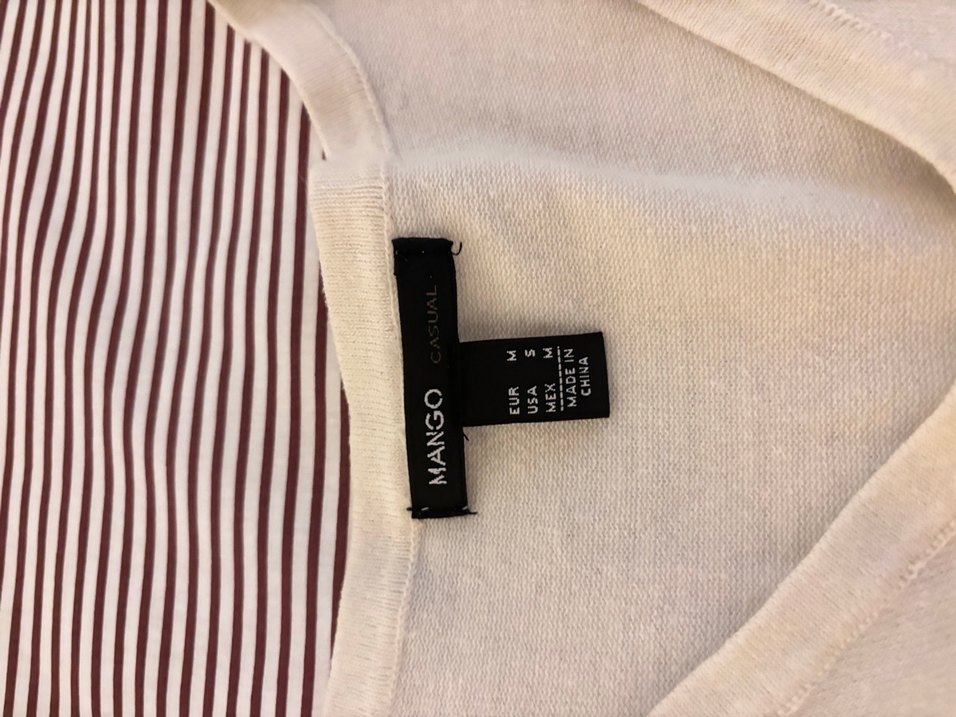 MANGO CASUAL
EUR M
USA S
MEX M
MADE IN
CHINA